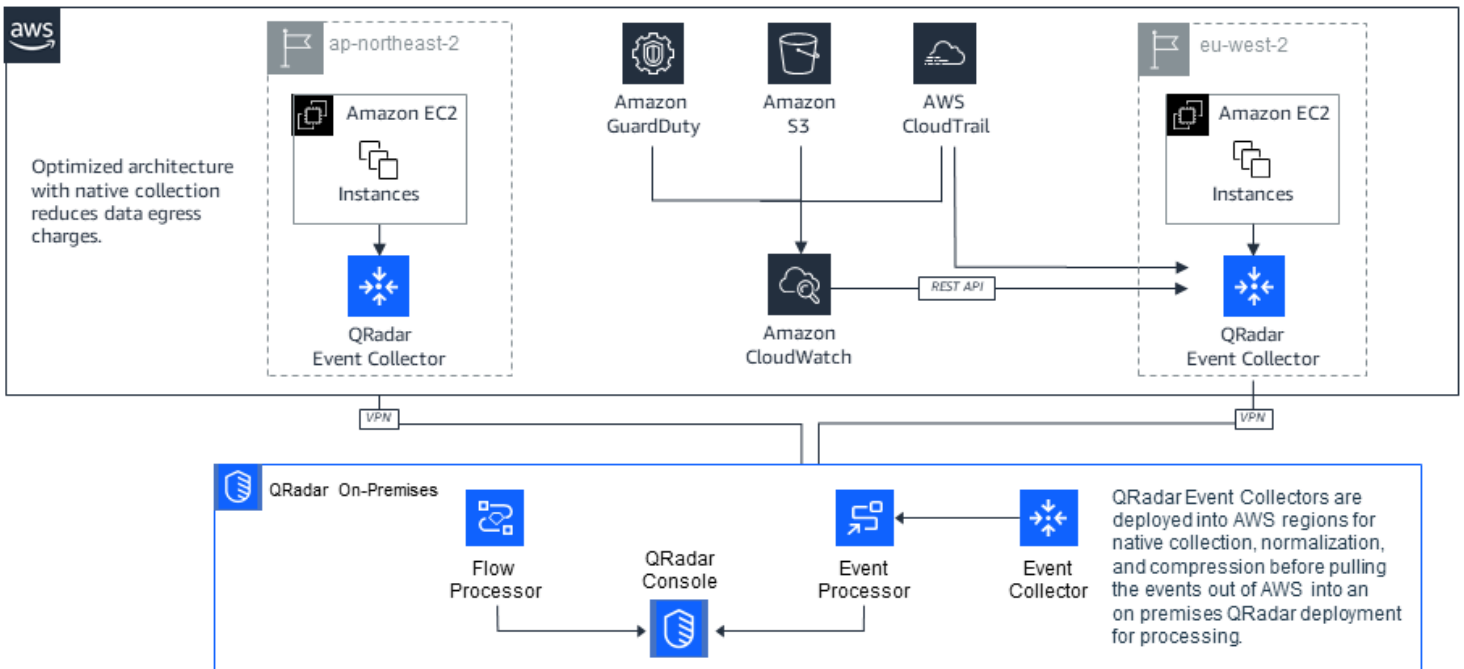 aws
ap-northeast-2
Amazon EC2
Instances
QRadar
Event Collector
Optimized architecture
with native collection
reduces data egress
charges.
Amazon
GuardDuty
Amazon
S3
AWS
CloudTrail
Amazon
CloudWatch
REST API
eu-west-2
Amazon EC2
Instances
QRadar
Event Collector
VPN
VPN
QRadar On-Premises
Flow
Processor
QRadar
Console
Event
Processor
Event
Collector
QRadar Event Collectors are
deployed into AWS regions for
native collection, normalization,
and compression before pulling
the events out of AWS into an
on premises QRadar deployment
for processing.